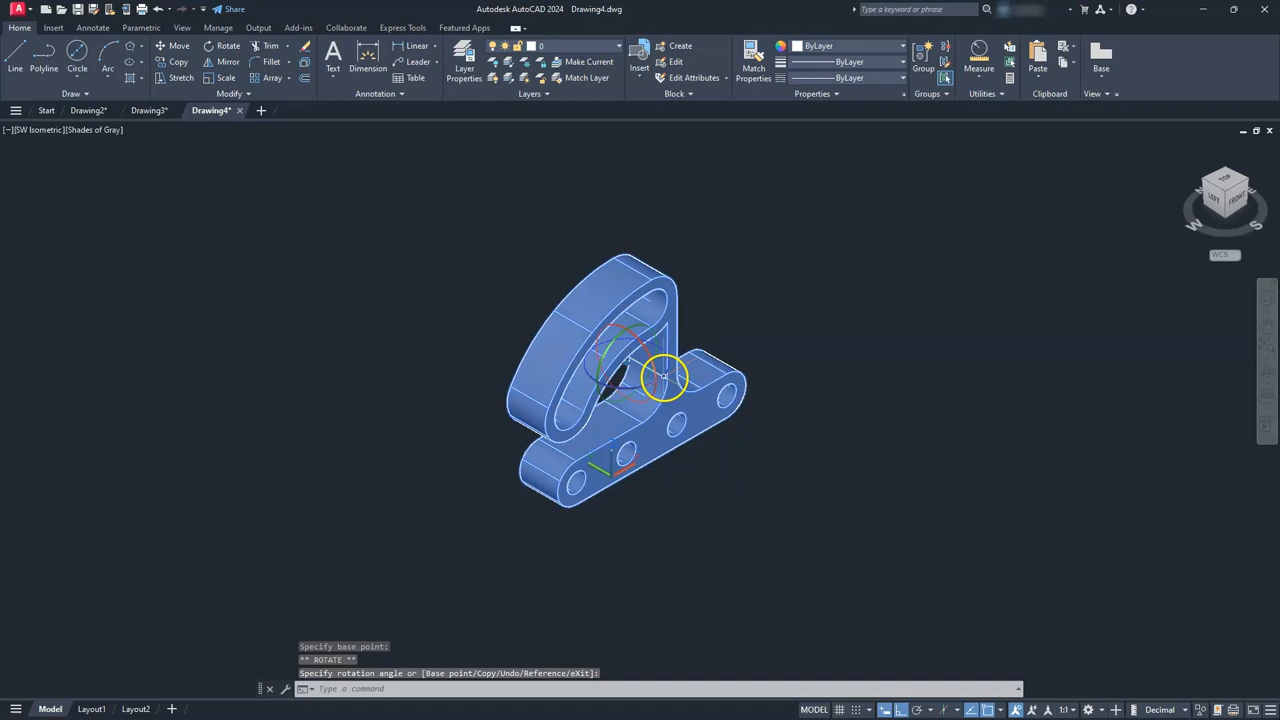 Share
Autodesk AutoCAD 2024 Drawing4.dwg
Type a keyword or phrase
Home Insert Annotate Parametric View Manage Output Add-ins Collaborate Express Tools Featured Apps
Line Polyline Circle Arc
Move Rotate Trim
Copy Mirror Fillet
Stretch Scale Array
Text Dimension
Linear
Leader
Table
Layer Properties
0
Make Current
Match Layer
Insert
Create
Edit
Edit Attributes
Match Properties
ByLayer
ByLayer
ByLayer
Group
Measure
Paste
Base
Draw Modify Annotation Layers Block Properties Groups Utilities Clipboard View
Start Drawing2* Drawing3* Drawing4*
[−][SW Isometric][Shades of Gray]
TOP
LEFT
FRONT
W
S
WCS
Specify base point:
** ROTATE **
Specify rotation angle or [Base point/Copy/Undo/Reference/eXit]:
Type a command
Model Layout1 Layout2
MODEL
1:1
Decimal